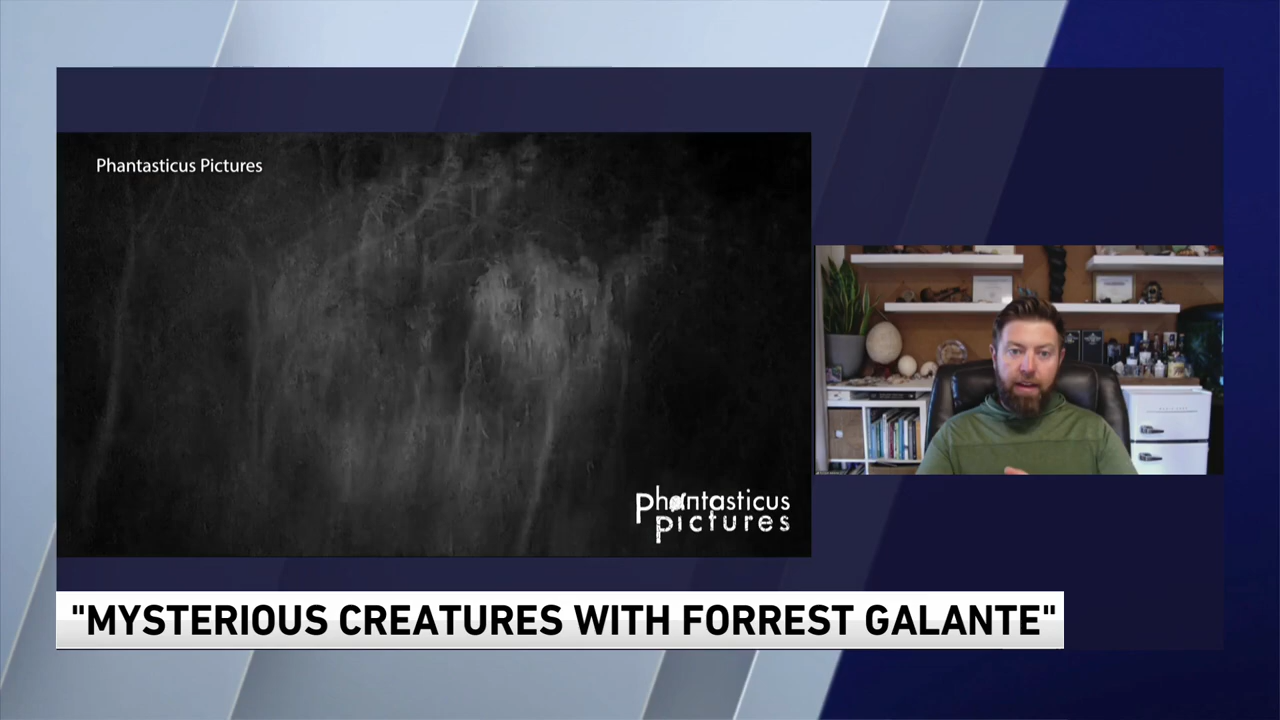 Phantasticus Pictures
phantasticus
pictures
"MYSTERIOUS CREATURES WITH FORREST GALANTE"